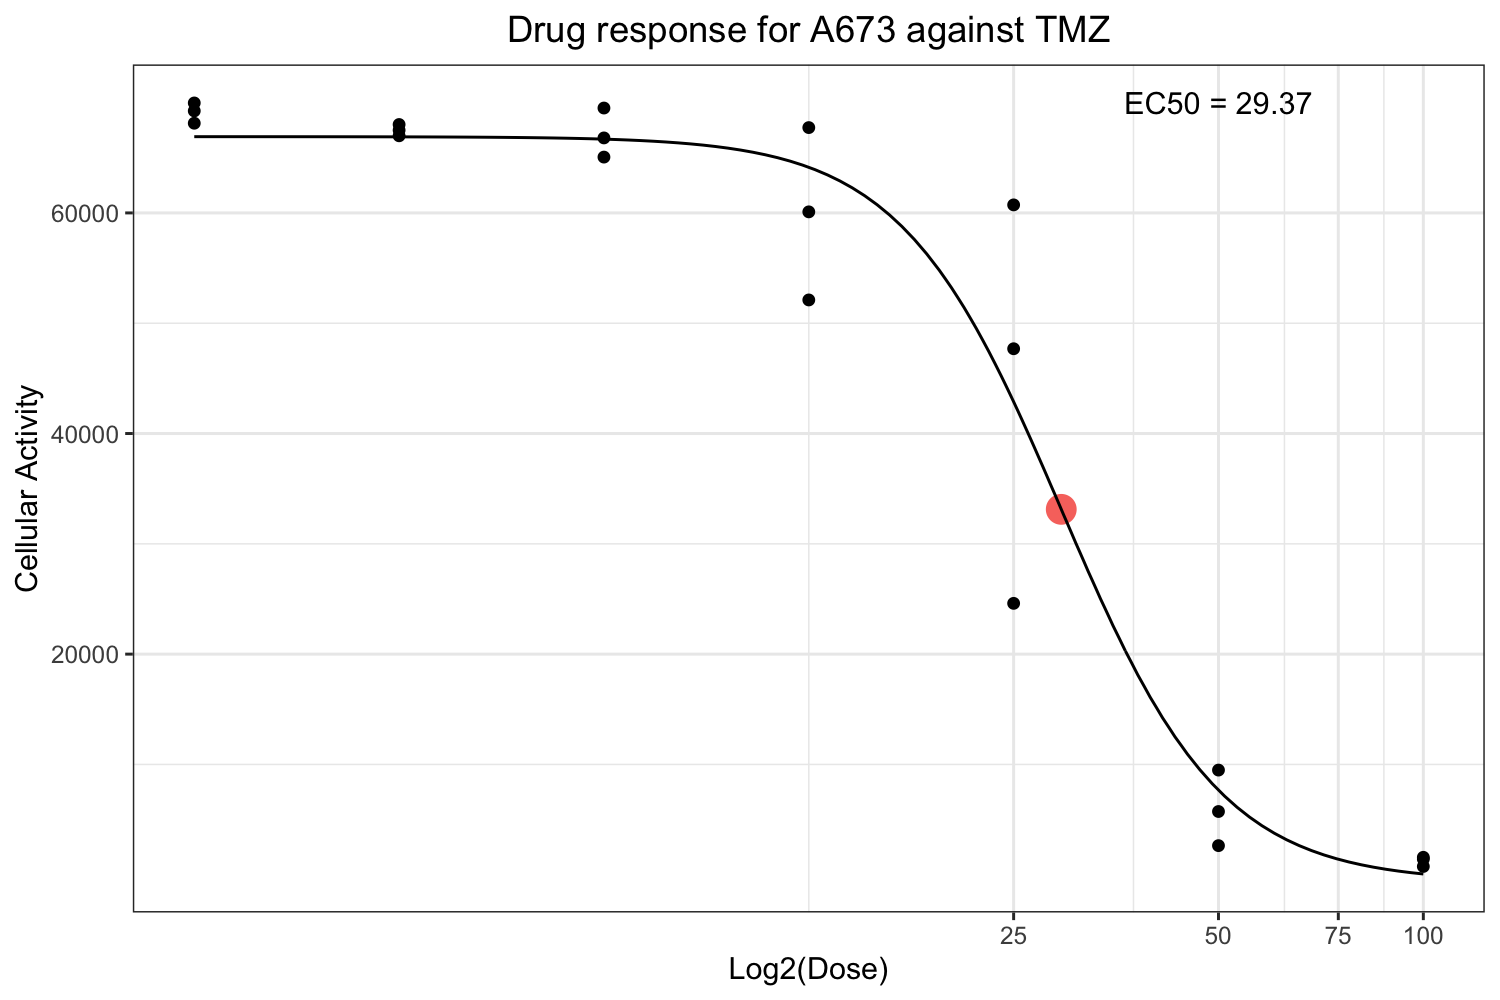 Drug response for A673 against TMZ
EC50 = 29.37
60000
40000
20000
Cellular Activity
25
50
75
100
Log2(Dose)